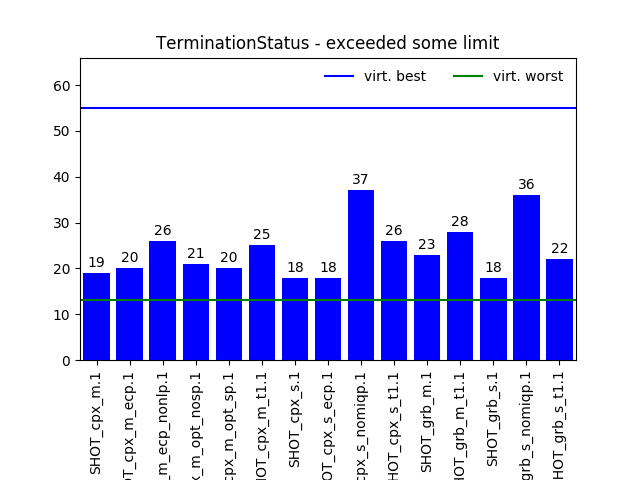 TerminationStatus - exceeded some limit
virt. best virt. worst
60
50
40
30
20
10
0
19 20 26 21 20 25 18 18 37 26 23 28 18 36 22
SHOT_cpx_m.1
OT_cpx_m_ecp.1
_m_ecp_nonlp.1
x_m_opt_nosp.1
cpx_m_opt_sp.1
HOT_cpx_m_t1.1
SHOT_cpx_s.1
OT_cpx_s_ecp.1
cpx_s_nomiqp.1
HOT_cpx_s_t1.1
SHOT_grb_m.1
HOT_grb_m_t1.1
SHOT_grb_s.1
grb_s_nomiqp.1
HOT_grb_s_t1.1